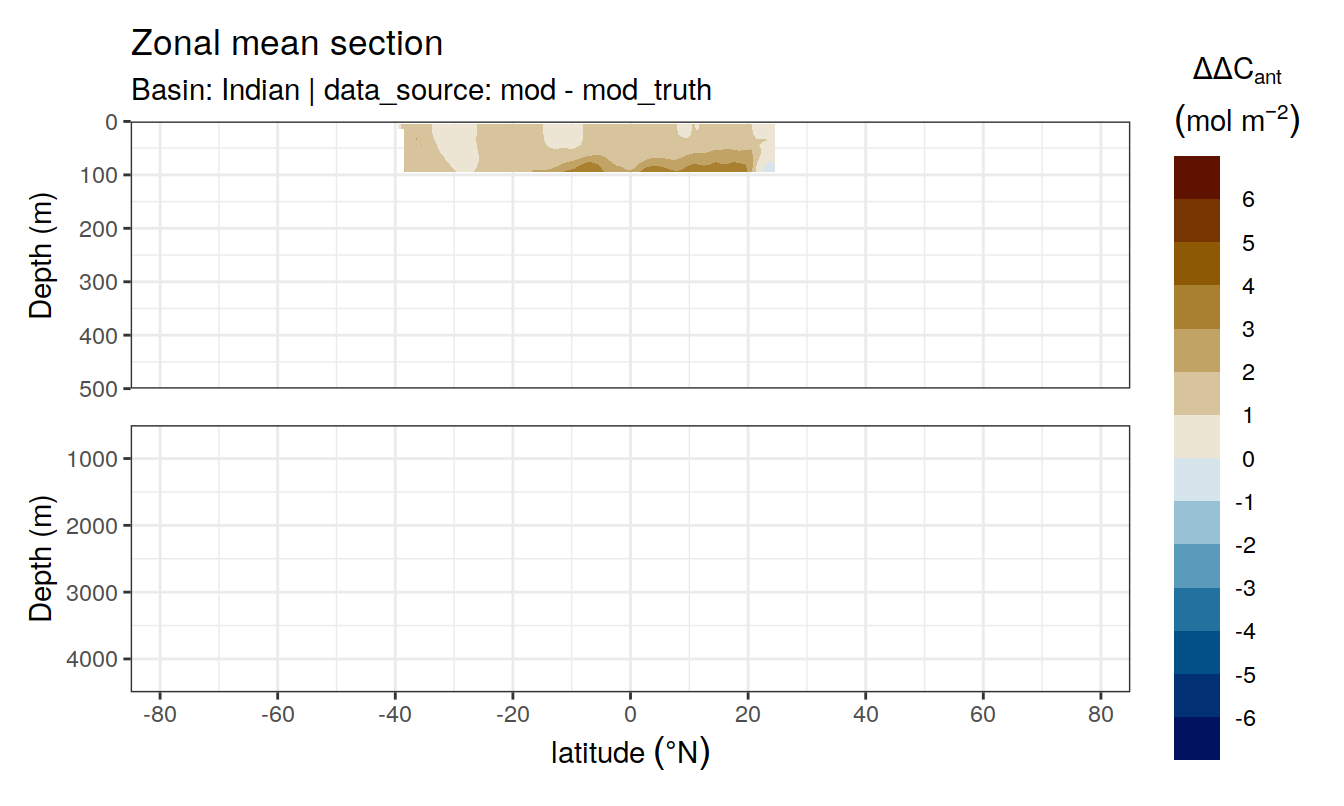 Zonal mean section
Basin: Indian | data_source: mod - mod_truth
ΔΔCant
(mol m⁻²)
Depth (m)
0
100
200
300
400
500
Depth (m)
1000
2000
3000
4000
-80 -60 -40 -20 0 20 40 60 80
latitude (°N)
6
5
4
3
2
1
0
-1
-2
-3
-4
-5
-6